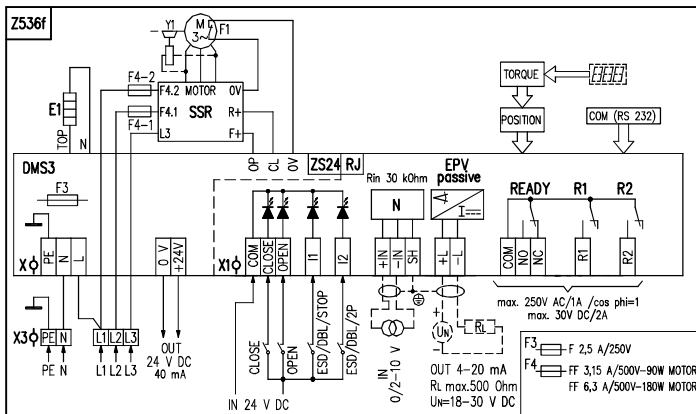 Z536f
Y1
M
3~
F1
F4-2
E1
F4-1
TOP
N
F4.2 MOTOR 0V
F4.1 SSR R+
L3 F+
TORQUE
POSITION
COM (RS 232)
DMS3
F3
OP
CL
0V
ZS24 RJ
Rin 30 kOhm
N
EPV
passive
READY R1 R2
X
PE
N
L
0 V
+24V
X1
COM
CLOSE
OPEN
I1
I2
+IN
-IN
SH
+L
-L
COM
NO
NC
R1
R2
X3
PE N
L1 L2 L3
PE N
L1 L2 L3
OUT
24 V DC
40 mA
CLOSE
OPEN
ESD/DBL/STOP
ESD/DBL/2P
IN 24 V DC
IN
0/2-10 V
+
UN
-
RL
OUT 4-20 mA
RL max.500 Ohm
UN=18-30 V DC
max. 250V AC/1A /cos phi=1
max. 30V DC/2A
F3 F 2,5 A/250V
F4 FF 3,15 A/500V-90W MOTOR
FF 6,3 A/500V-180W MOTOR